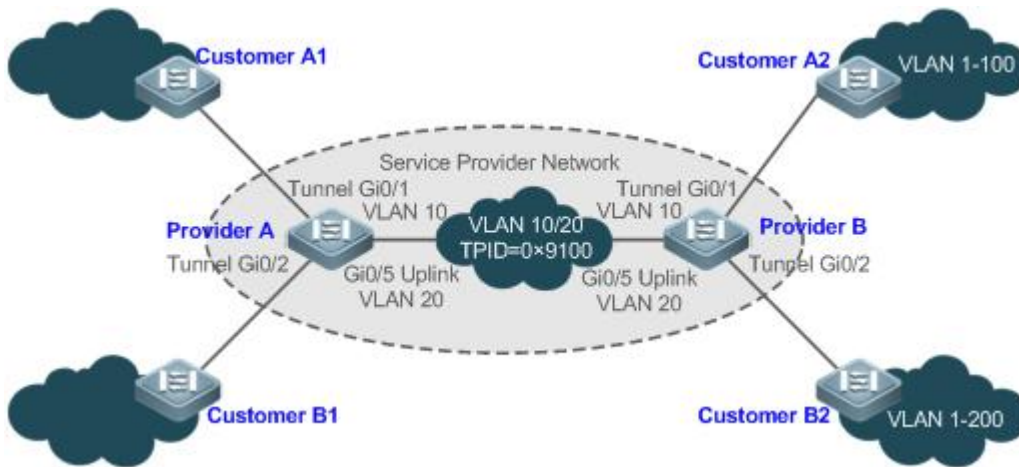 Customer A1
Customer A2
VLAN 1-100
Service Provider Network
Tunnel Gi0/1
VLAN 10
Tunnel Gi0/1
VLAN 10
Provider A
VLAN 10/20
TPID=0×9100
Provider B
Tunnel Gi0/2
Gi0/5 Uplink
VLAN 20
Gi0/5 Uplink
VLAN 20
Tunnel Gi0/2
Customer B1
Customer B2
VLAN 1-200